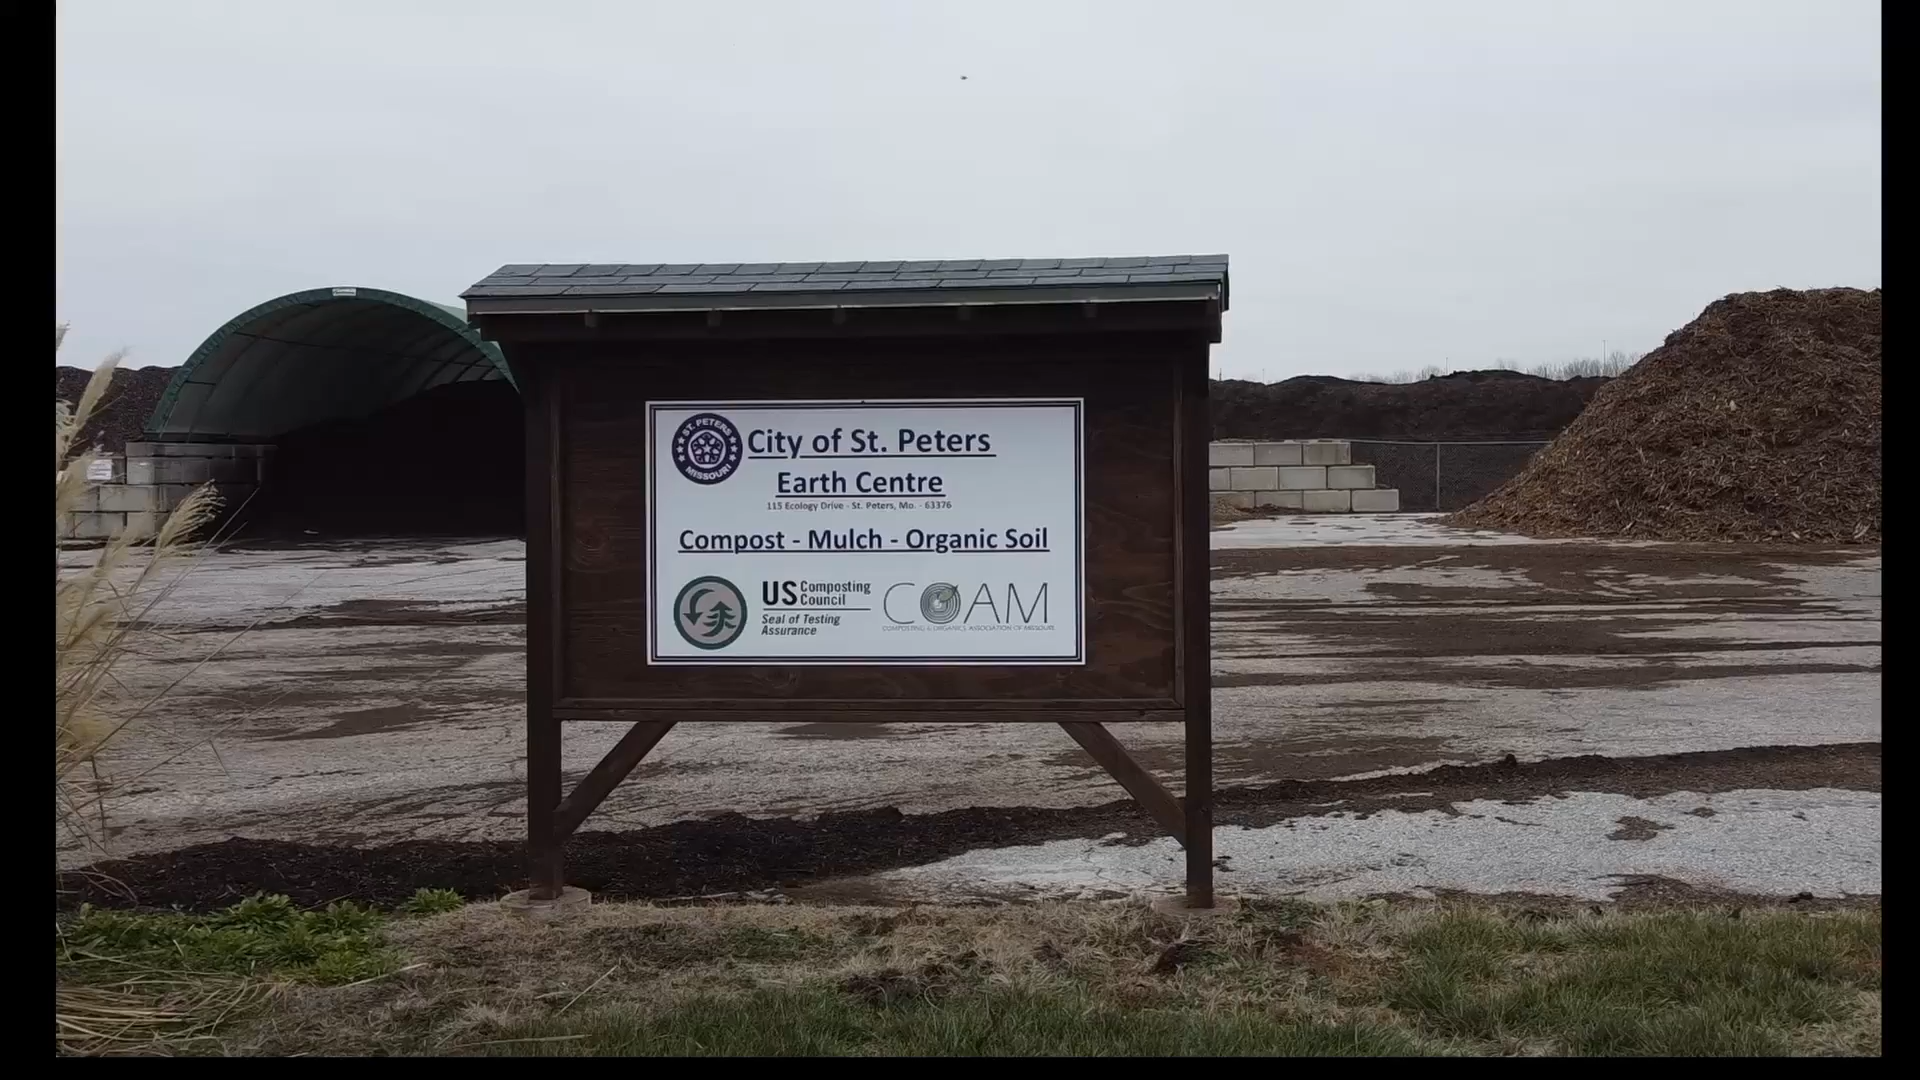 ST. PETERS
MISSOURI
City of St. Peters
Earth Centre
115 Ecology Drive - St. Peters, Mo. - 63376
Compost - Mulch - Organic Soil
US Composting
Council
Seal of Testing
Assurance
COAM
COMPOSTING & ORGANICS ASSOCIATION OF MISSOURI